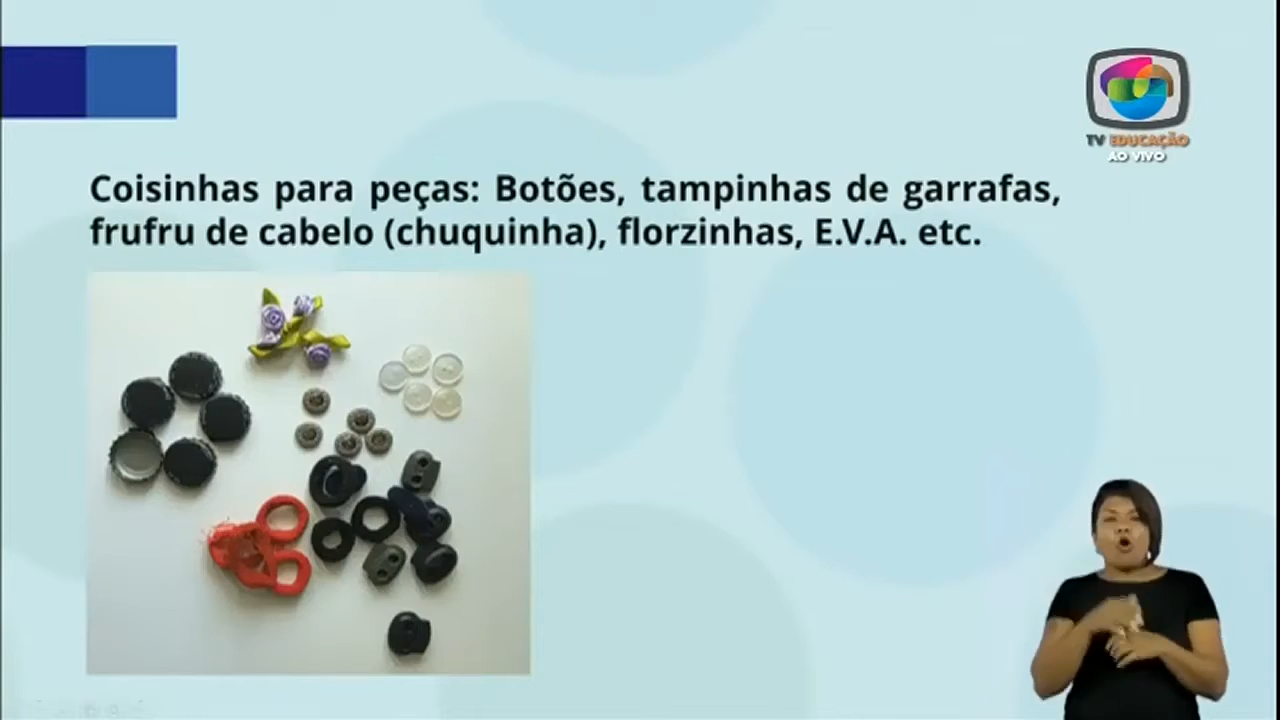 TV EDUCAÇÃO
AO VIVO
Coisinhas para peças: Botões, tampinhas de garrafas,
frufru de cabelo (chuquinha), florzinhas, E.V.A. etc.